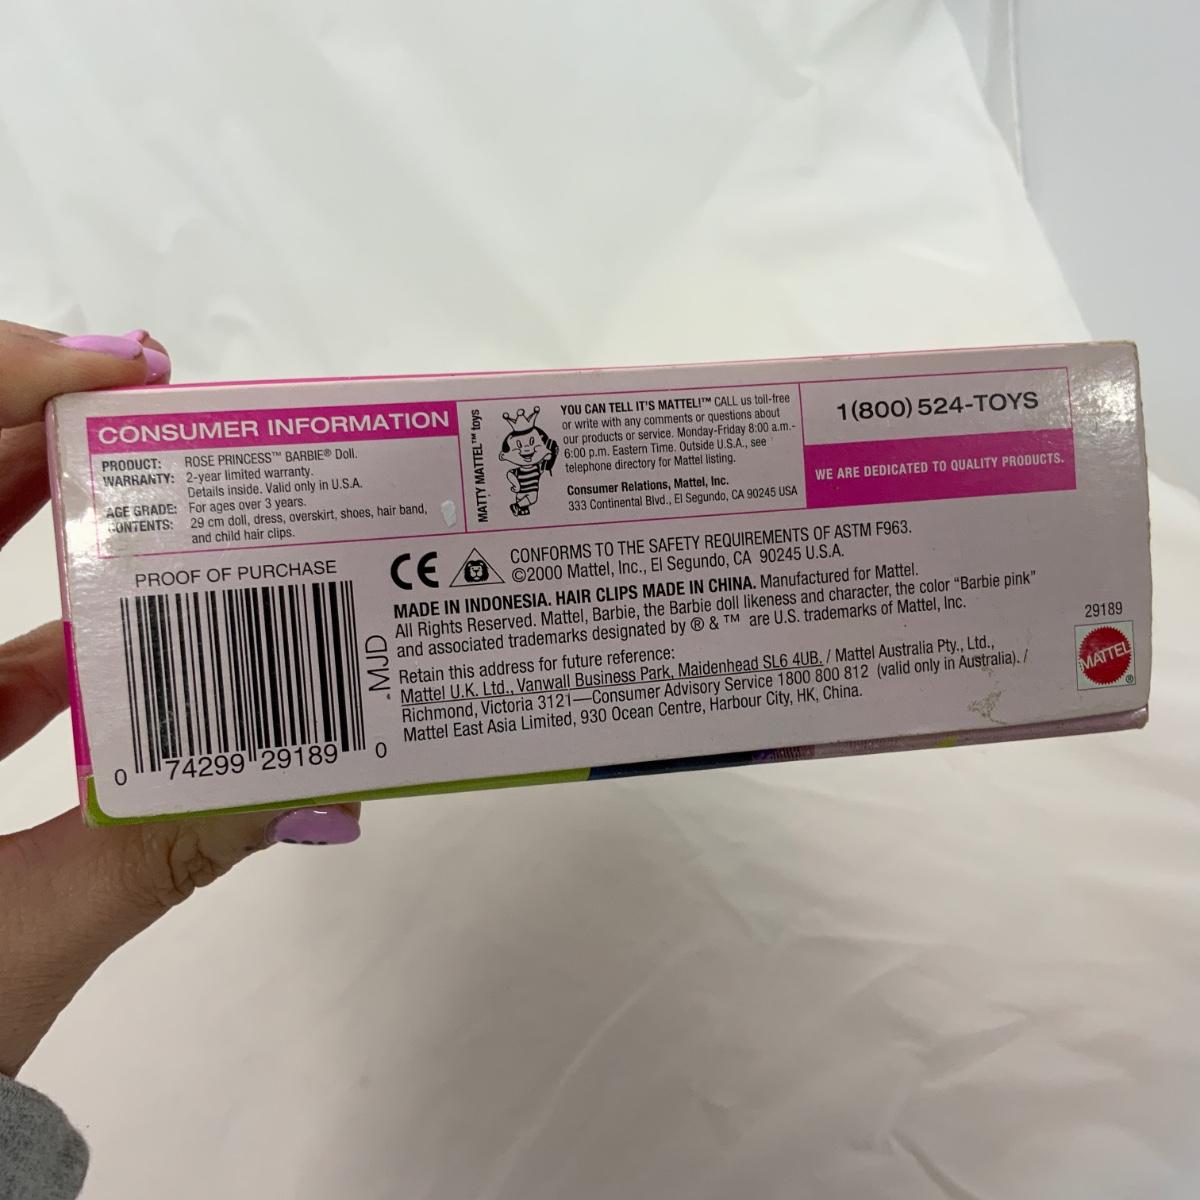 CONSUMER INFORMATION
PRODUCT: ROSE PRINCESS™ BARBIE® Doll.
WARRANTY: 2-year limited warranty.
Details inside. Valid only in U.S.A.
AGE GRADE: For ages over 3 years.
CONTENTS: 29 cm doll, dress, overskirt, shoes, hair band,
and child hair clips.
MATTY MATTEL™ toys
YOU CAN TELL IT'S MATTEL!™ CALL us toll-free
or write with any comments or questions about
our products or service. Monday-Friday 8:00 a.m.-
6:00 p.m. Eastern Time. Outside U.S.A., see
telephone directory for Mattel listing.
Consumer Relations, Mattel, Inc.
333 Continental Blvd., El Segundo, CA 90245 USA
1(800) 524-TOYS
WE ARE DEDICATED TO QUALITY PRODUCTS.
PROOF OF PURCHASE
0 74299 29189 0
-MJD
CE
CONFORMS TO THE SAFETY REQUIREMENTS OF ASTM F963.
©2000 Mattel, Inc., El Segundo, CA 90245 U.S.A.
MADE IN INDONESIA. HAIR CLIPS MADE IN CHINA. Manufactured for Mattel.
All Rights Reserved. Mattel, Barbie, the Barbie doll likeness and character, the color "Barbie pink"
and associated trademarks designated by ® & ™ are U.S. trademarks of Mattel, Inc.
Retain this address for future reference:
Mattel U.K. Ltd., Vanwall Business Park, Maidenhead SL6 4UB. / Mattel Australia Pty., Ltd.,
Richmond, Victoria 3121—Consumer Advisory Service 1800 800 812 (valid only in Australia). /
Mattel East Asia Limited, 930 Ocean Centre, Harbour City, HK, China.
29189
MATTEL®